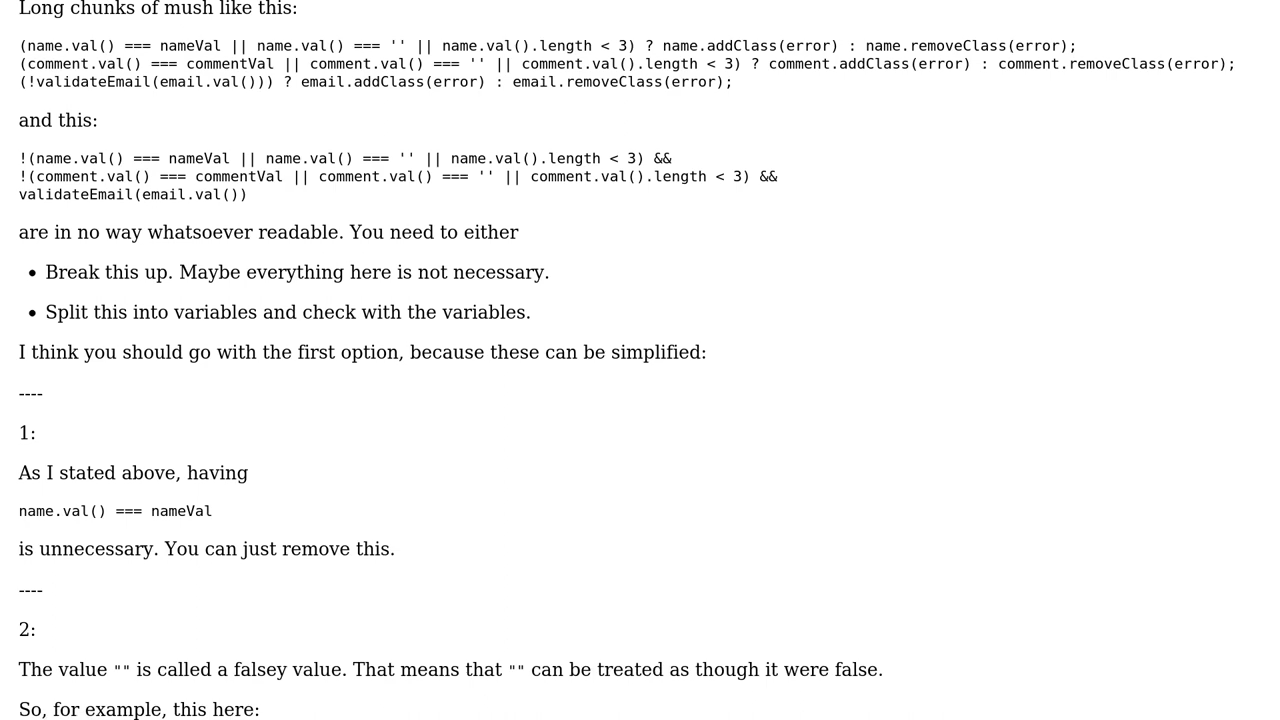 Long chunks of mush like this:
(name.val() === nameVal || name.val() === '' || name.val().length < 3) ? name.addClass(error) : name.removeClass(error);
(comment.val() === commentVal || comment.val() === '' || comment.val().length < 3) ? comment.addClass(error) : comment.removeClass(error);
(!validateEmail(email.val())) ? email.addClass(error) : email.removeClass(error);
and this:
!(name.val() === nameVal || name.val() === '' || name.val().length < 3) &&
!(comment.val() === commentVal || comment.val() === '' || comment.val().length < 3) &&
validateEmail(email.val())
are in no way whatsoever readable. You need to either
• Break this up. Maybe everything here is not necessary.
• Split this into variables and check with the variables.
I think you should go with the first option, because these can be simplified:
----
1:
As I stated above, having
name.val() === nameVal
is unnecessary. You can just remove this.
----
2:
The value "" is called a falsey value. That means that "" can be treated as though it were false.
So, for example, this here: